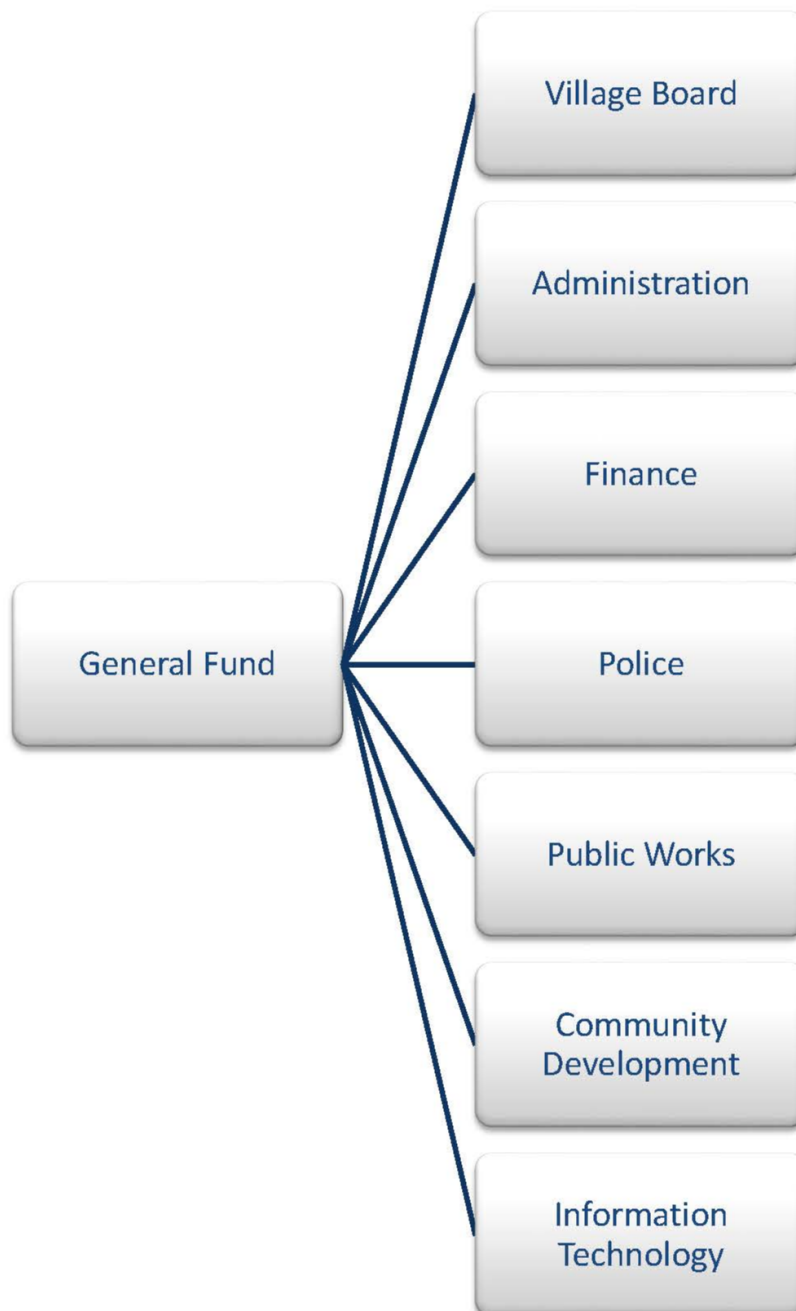 Village Board
Administration
Finance
General Fund
Police
Public Works
Community
Development
Information
Technology